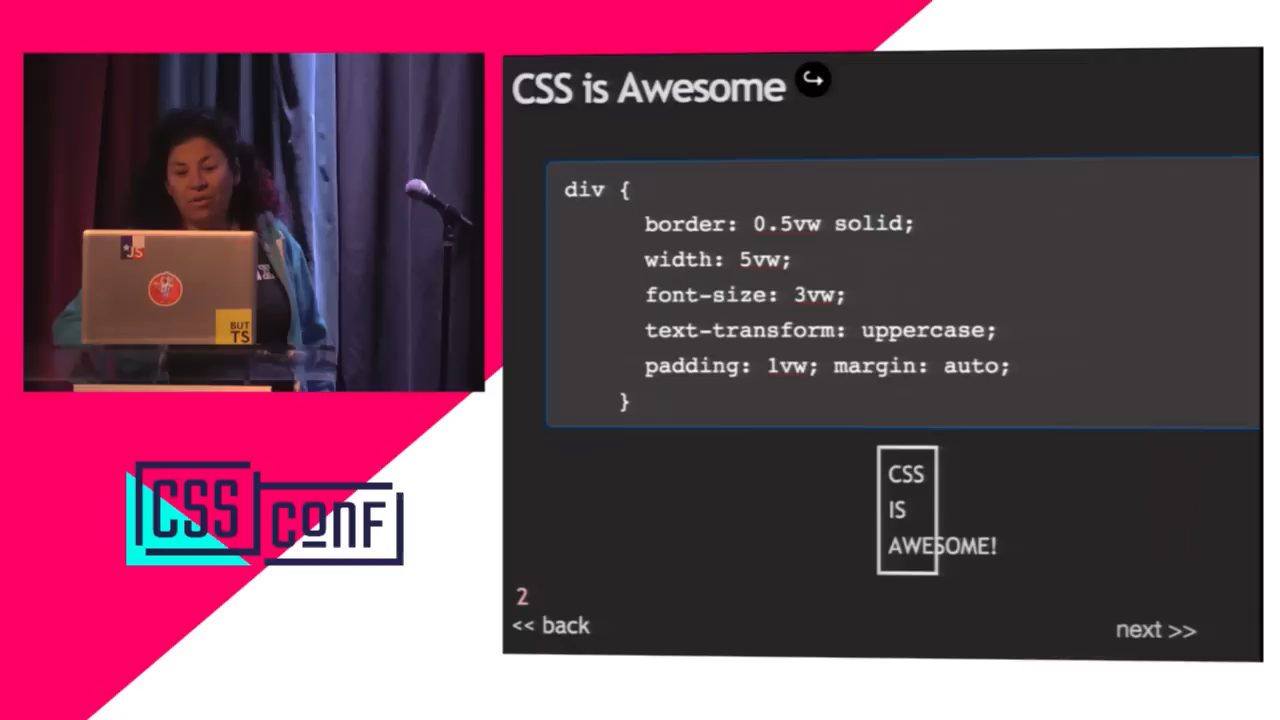 CSS is Awesome
div {
border: 0.5vw solid;
width: 5vw;
font-size: 3vw;
text-transform: uppercase;
padding: 1vw; margin: auto;
}
CSS
IS
AWESOME!
2
<< back
next >>
JS
BUT
TS
CSS
CONF